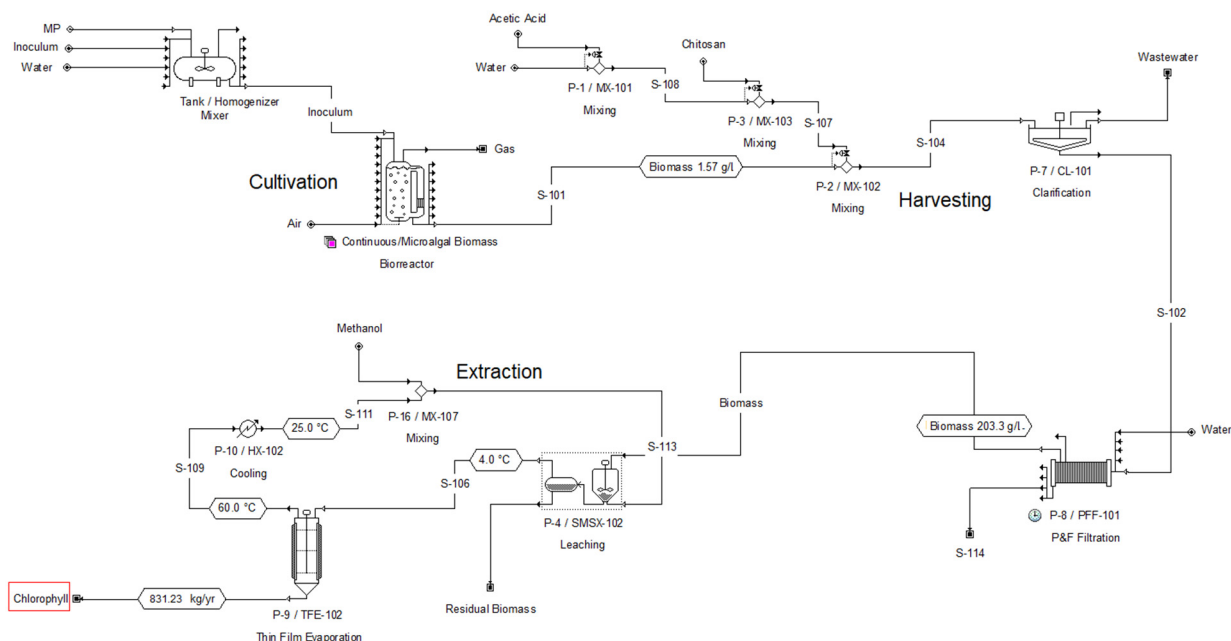 MP
Inoculum
Water
Tank / Homogenizer
Mixer
Inoculum
Cultivation
Gas
Air
Continuous/Microalgal Biomass
Biorreactor
S-101
Biomass 1.57 g/l
Acetic Acid
Water
P-1 / MX-101
Mixing
S-108
Chitosan
P-3 / MX-103
Mixing
S-107
P-2 / MX-102
Mixing
S-104
Harvesting
Wastewater
P-7 / CL-101
Clarification
S-102
Methanol
Extraction
P-16 / MX-107
Mixing
S-111
25.0 °C
P-10 / HX-102
Cooling
S-109
60.0 °C
4.0 °C
S-106
S-113
Biomass
Biomass 203.3 g/L.
Water
P-8 / PFF-101
P&F Filtration
S-114
P-4 / SMSX-102
Leaching
Residual Biomass
Chlorophyll
831.23 kg/yr
P-9 / TFE-102
Thin Film Evaporation